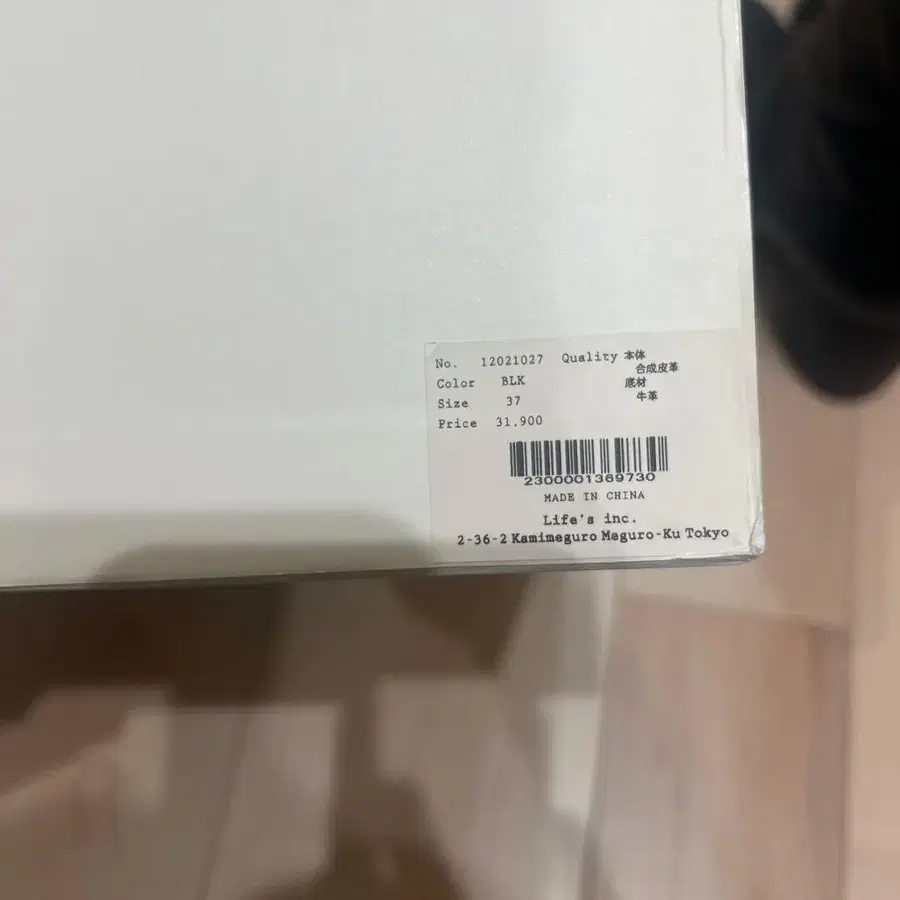 No. 12021027 Quality 本体
合成皮革
Color BLK 底材
Size 37 牛革
Price 31.900
2300001369730
MADE IN CHINA
Life's inc.
2-36-2 Kamimeguro Meguro-Ku Tokyo